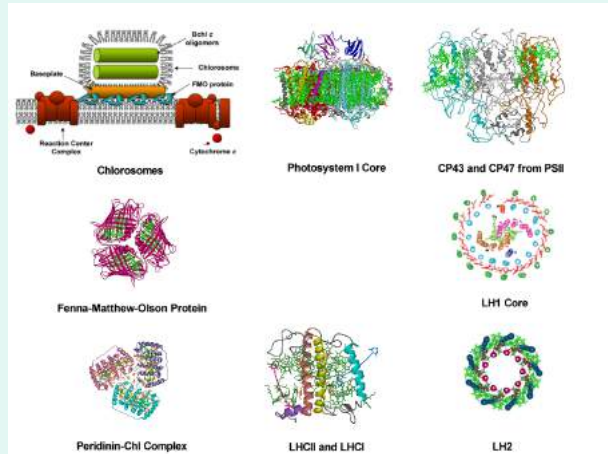 Bchl c
oligomers
Chlorosome
Baseplate
FMO protein
Reaction Center
Complex
Cytochrome c
Chlorosomes
Photosystem I Core
CP43 and CP47 from PSII
Fenna-Matthew-Olson Protein
LH1 Core
Peridinin-Chl Complex
LHCII and LHCI
LH2